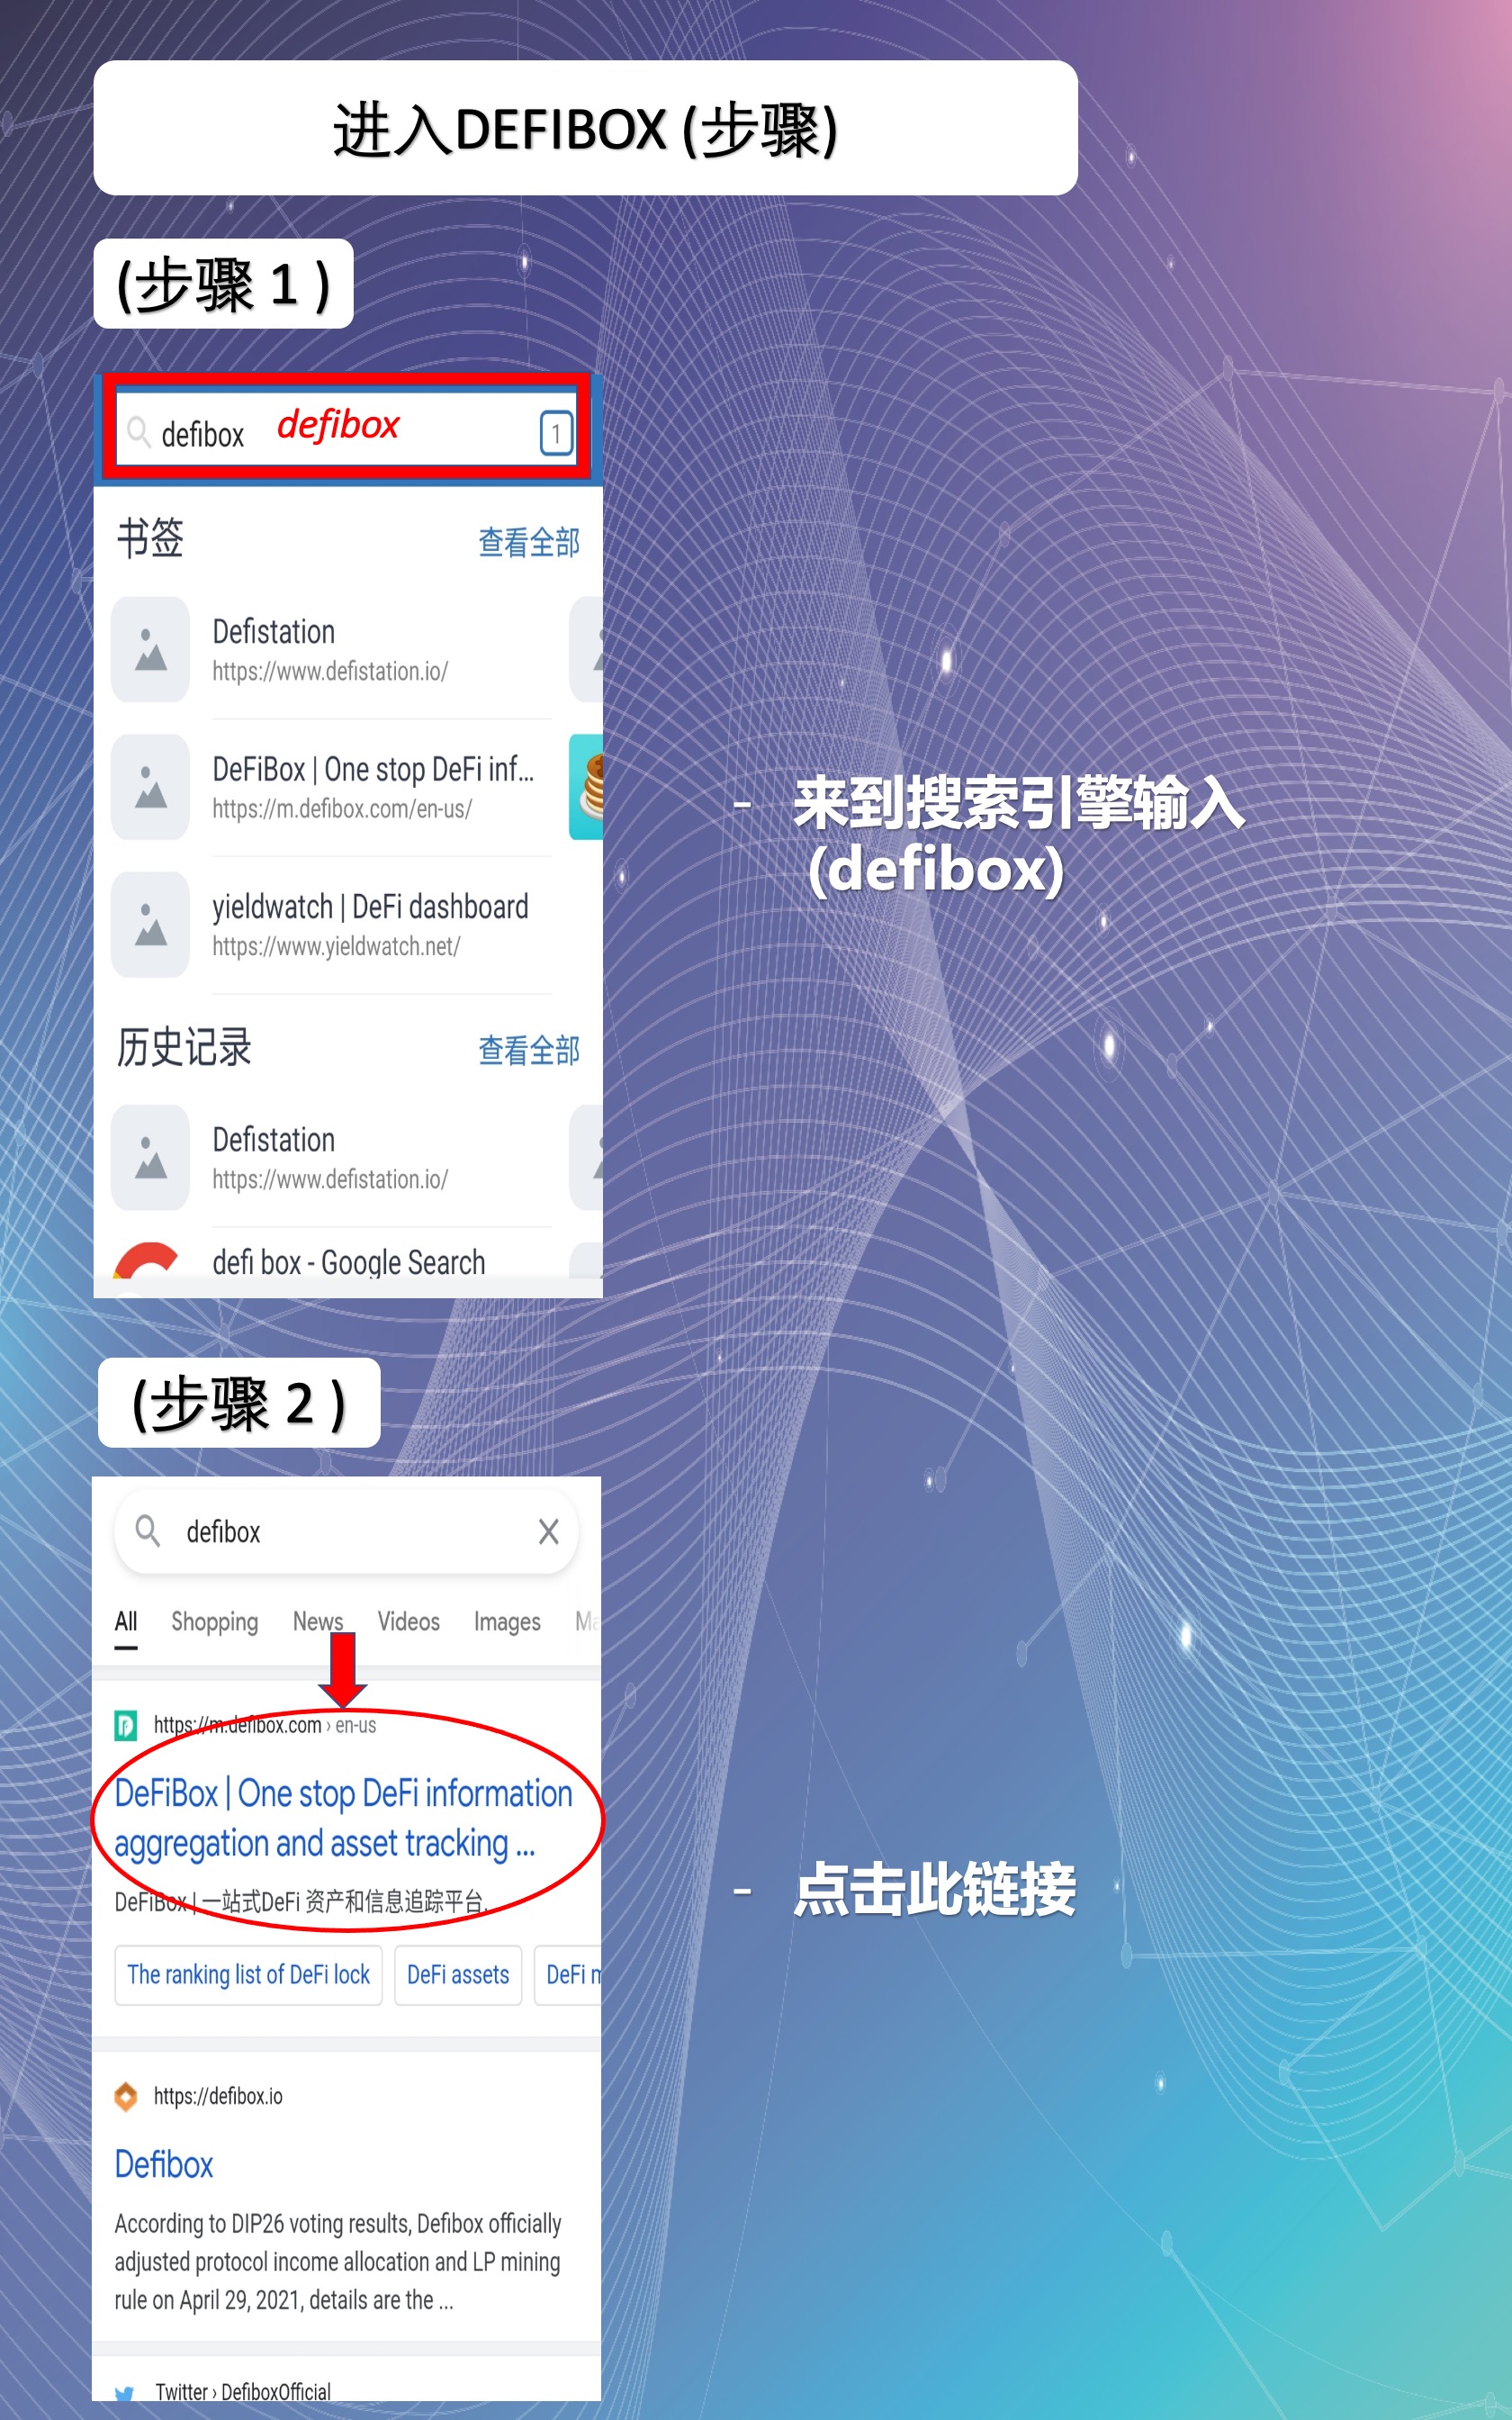 进入DEFIBOX (步骤)
(步骤 1 )
defibox defibox 1
书签 查看全部
Defistation
https://www.defistation.io/
DeFiBox | One stop DeFi inf...
https://m.defibox.com/en-us/
yieldwatch | DeFi dashboard
https://www.yieldwatch.net/
历史记录 查看全部
Defistation
https://www.defistation.io/
defi box - Google Search
- 来到搜索引擎输入
(defibox)
(步骤 2 )
defibox
All Shopping News Videos Images
https://m.defibox.com › en-us
DeFiBox | One stop DeFi information
aggregation and asset tracking ...
DeFiBox | 一站式DeFi 资产和信息追踪平台.
The ranking list of DeFi lock DeFi assets DeFi
https://defibox.io
Defibox
According to DIP26 voting results, Defibox officially
adjusted protocol income allocation and LP mining
rule on April 29, 2021, details are the ...
Twitter › DefiboxOfficial
- 点击此链接